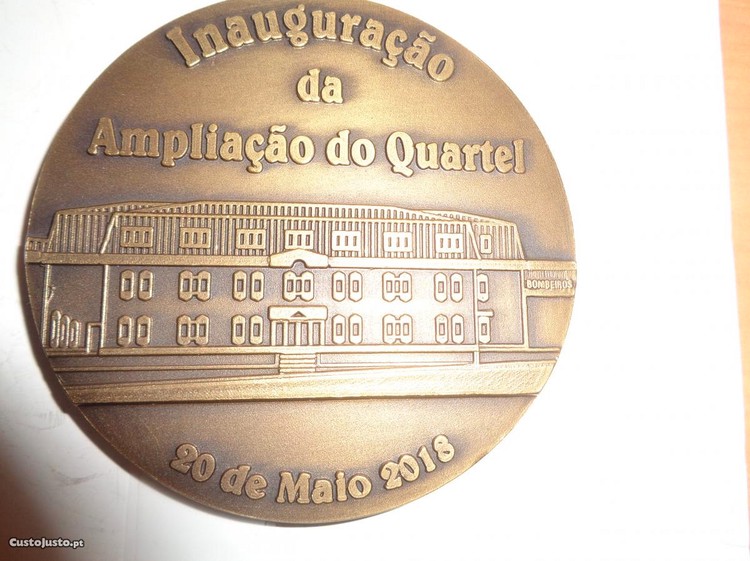 Inauguração
da
Ampliação do Quartel
BOMBEIROS
20 de Maio 2018
CustoJusto.pt